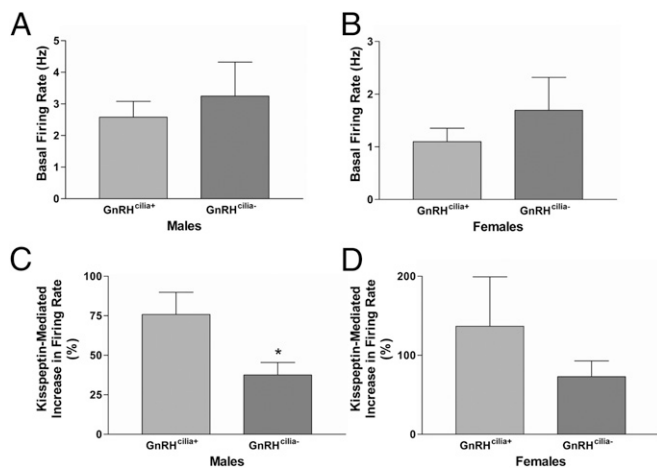 A
Basal Firing Rate (Hz)
5
4
3
2
1
0
GnRHcilia+
GnRHcilia-
Males
B
Basal Firing Rate (Hz)
3
2
1
0
GnRHcilia+
GnRHcilia-
Females
C
Kisspeptin-Mediated
Increase in Firing Rate
(%)
100
75
50
25
0
*
GnRHcilia+
GnRHcilia-
Males
D
Kisspeptin-Mediated
Increase in Firing Rate
(%)
200
100
0
GnRHcilia+
GnRHcilia-
Females